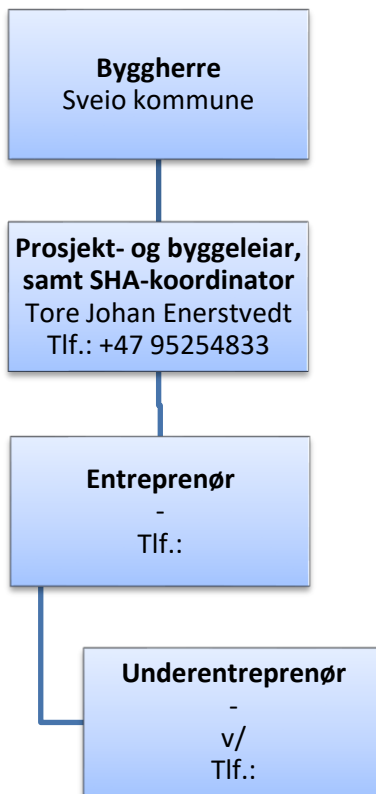 Byggherre
Sveio kommune
Prosjekt- og byggeleiar,
samt SHA-koordinator
Tore Johan Enerstvedt
Tlf.: +47 95254833
Entreprenør
-
Tlf.:
Underentreprenør
-
v/
Tlf.: